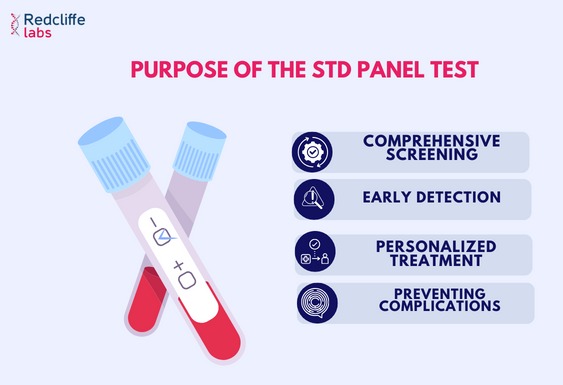 Redcliffe
labs
PURPOSE OF THE STD PANEL TEST
COMPREHENSIVE
SCREENING
EARLY DETECTION
PERSONALIZED
TREATMENT
PREVENTING
COMPLICATIONS